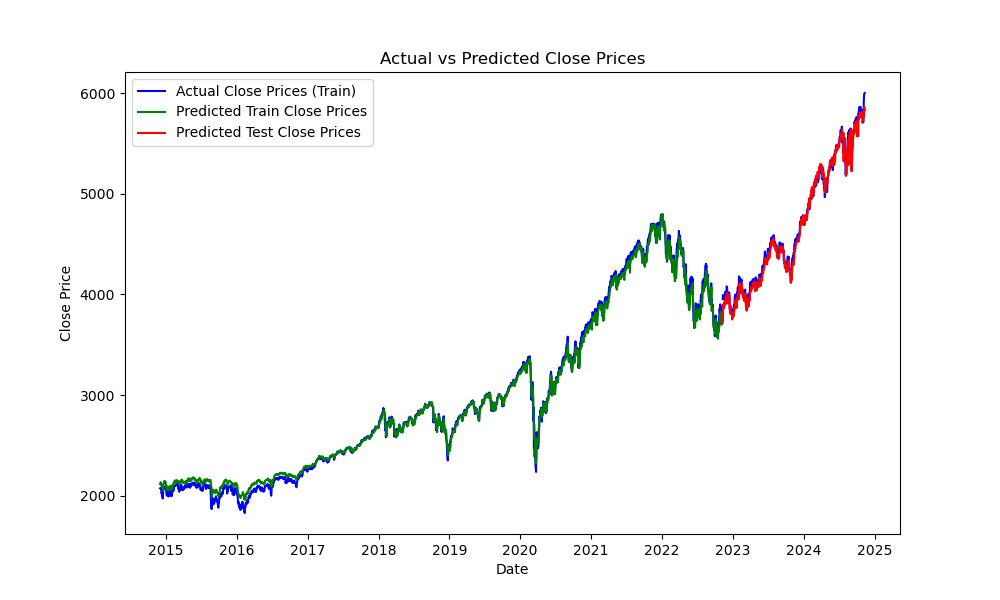 Actual vs Predicted Close Prices
Actual Close Prices (Train)
Predicted Train Close Prices
Predicted Test Close Prices
6000
5000
4000
3000
2000
Close Price
2015 2016 2017 2018 2019 2020 2021 2022 2023 2024 2025
Date